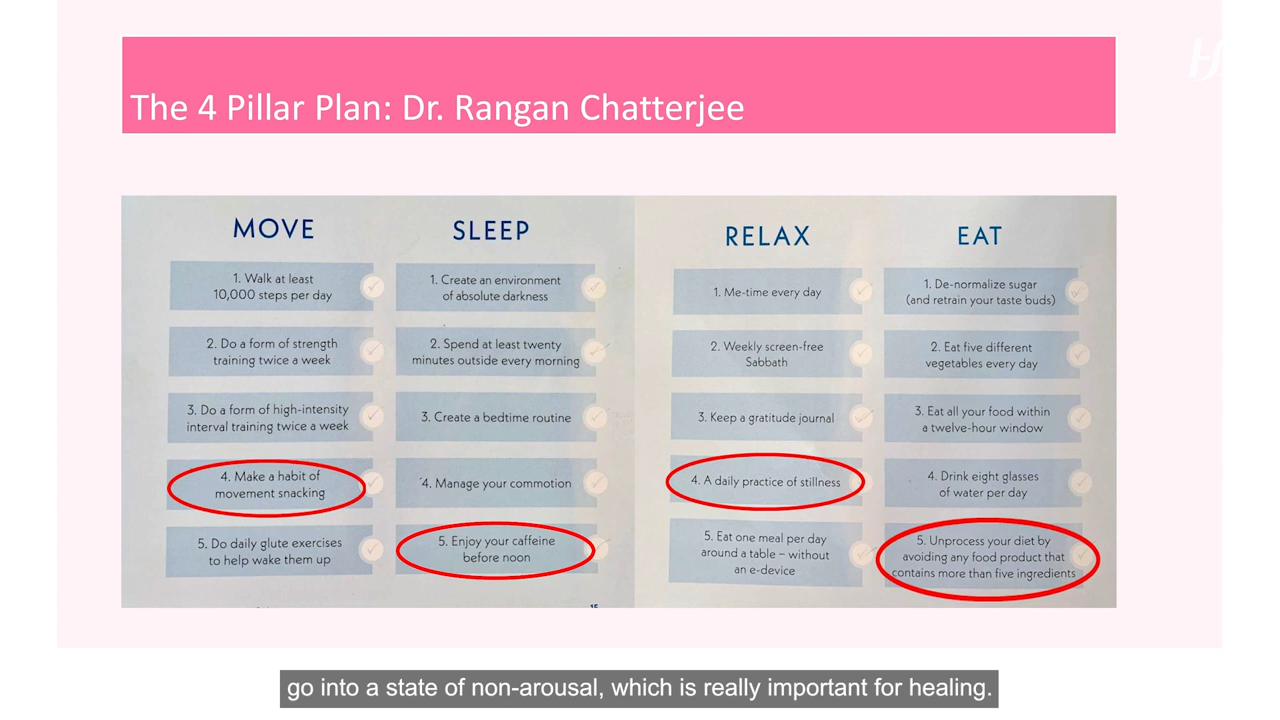 The 4 Pillar Plan: Dr. Rangan Chatterjee
MOVE
1. Walk at least
10,000 steps per day
2. Do a form of strength
training twice a week
3. Do a form of high-intensity
interval training twice a week
4. Make a habit of
movement snacking
5. Do daily glute exercises
to help wake them up
SLEEP
1. Create an environment
of absolute darkness
2. Spend at least twenty
minutes outside every morning
3. Create a bedtime routine
4. Manage your commotion
5. Enjoy your caffeine
before noon
RELAX
1. Me-time every day
2. Weekly screen-free
Sabbath
3. Keep a gratitude journal
4. A daily practice of stillness
5. Eat one meal per day
around a table – without
an e-device
EAT
1. De-normalize sugar
(and retrain your taste buds)
2. Eat five different
vegetables every day
3. Eat all your food within
a twelve-hour window
4. Drink eight glasses
of water per day
5. Unprocess your diet by
avoiding any food product that
contains more than five ingredients
go into a state of non-arousal, which is really important for healing.